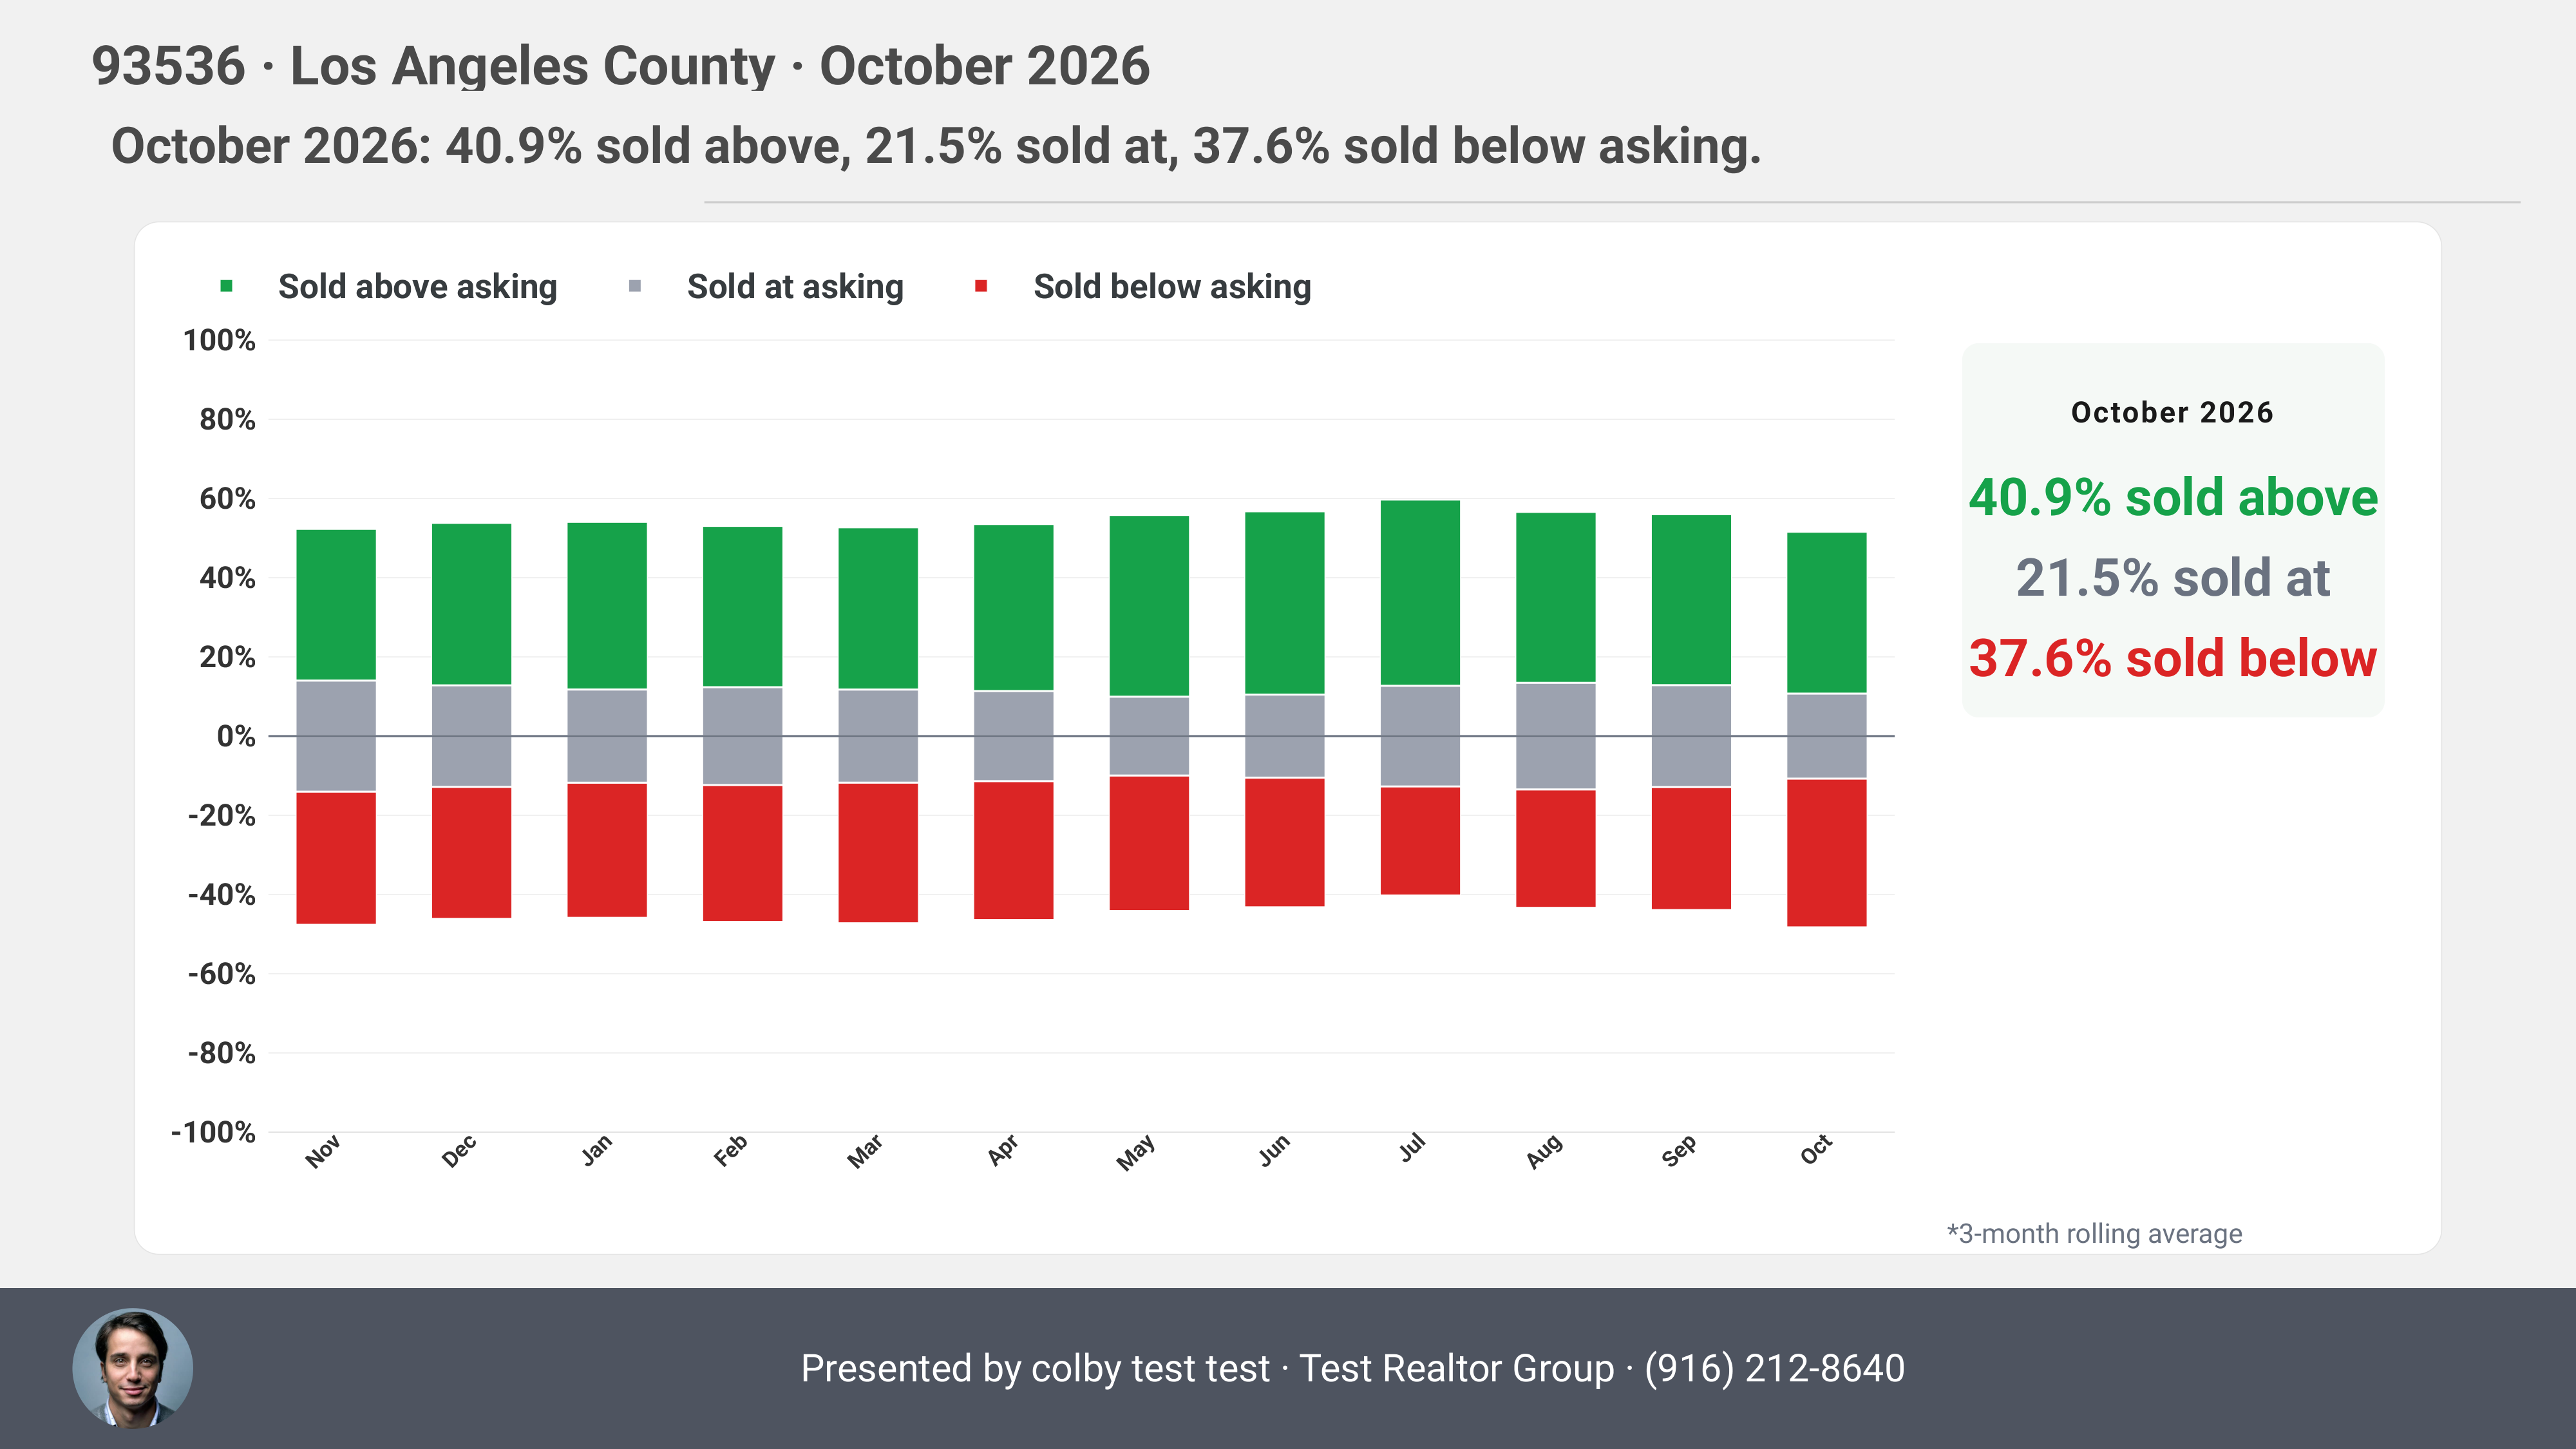 93536 · Los Angeles County · October 2026
October 2026: 40.9% sold above, 21.5% sold at, 37.6% sold below asking.
Sold above asking
Sold at asking
Sold below asking
100%
80%
60%
40%
20%
0%
-20%
-40%
-60%
-80%
-100%
Nov
Dec
Jan
Feb
Mar
Apr
May
Jun
Jul
Aug
Sep
Oct
October 2026
40.9% sold above
21.5% sold at
37.6% sold below
*3-month rolling average
Presented by colby test test · Test Realtor Group · (916) 212-8640